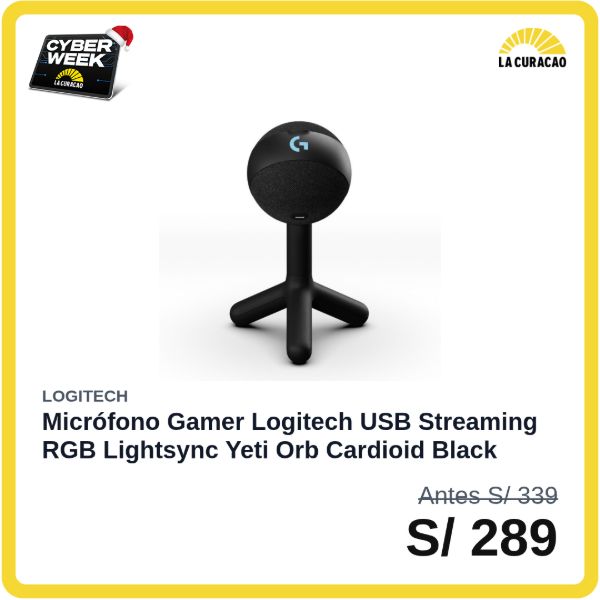 CYBER
WEEK
LA CURACAO
LA CURACAO
G
LOGITECH
Micrófono Gamer Logitech USB Streaming
RGB Lightsync Yeti Orb Cardioid Black
Antes S/ 339
S/ 289